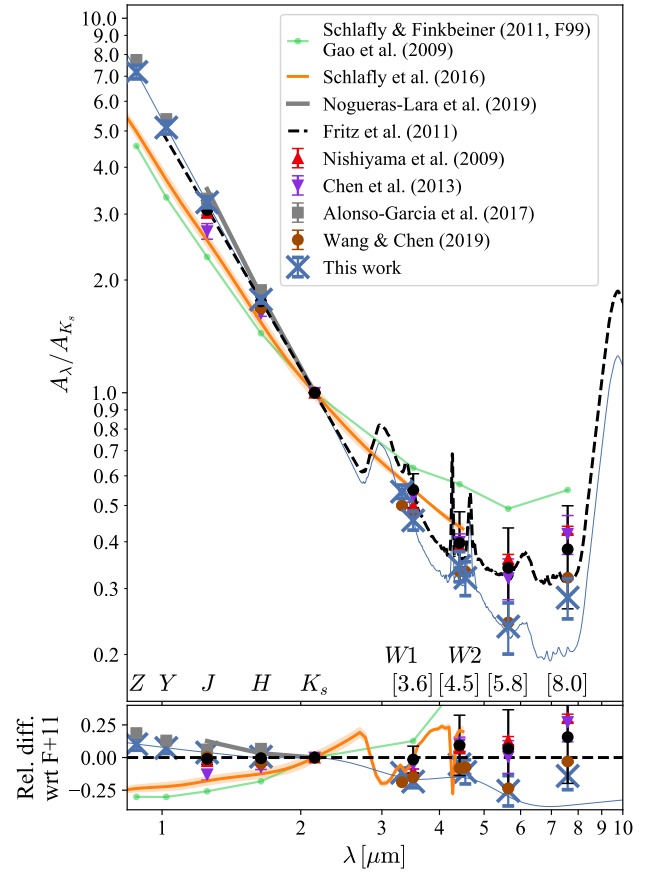 10.0
9.0
8.0
7.0
6.0
5.0
4.0
3.0
2.0
1.0
0.9
0.8
0.7
0.6
0.5
0.4
0.3
0.2
A_λ/A_{K_s}
Schlafly & Finkbeiner (2011, F99)
Gao et al. (2009)
Schlafly et al. (2016)
Nogueras-Lara et al. (2019)
Fritz et al. (2011)
Nishiyama et al. (2009)
Chen et al. (2013)
Alonso-Garcia et al. (2017)
Wang & Chen (2019)
This work
W1 W2
Z Y J H K_s [3.6] [4.5] [5.8] [8.0]
Rel. diff.
wrt F+11
0.25
0.00
−0.25
1 2 3 4 5 6 7 8 9 10
λ [μm]